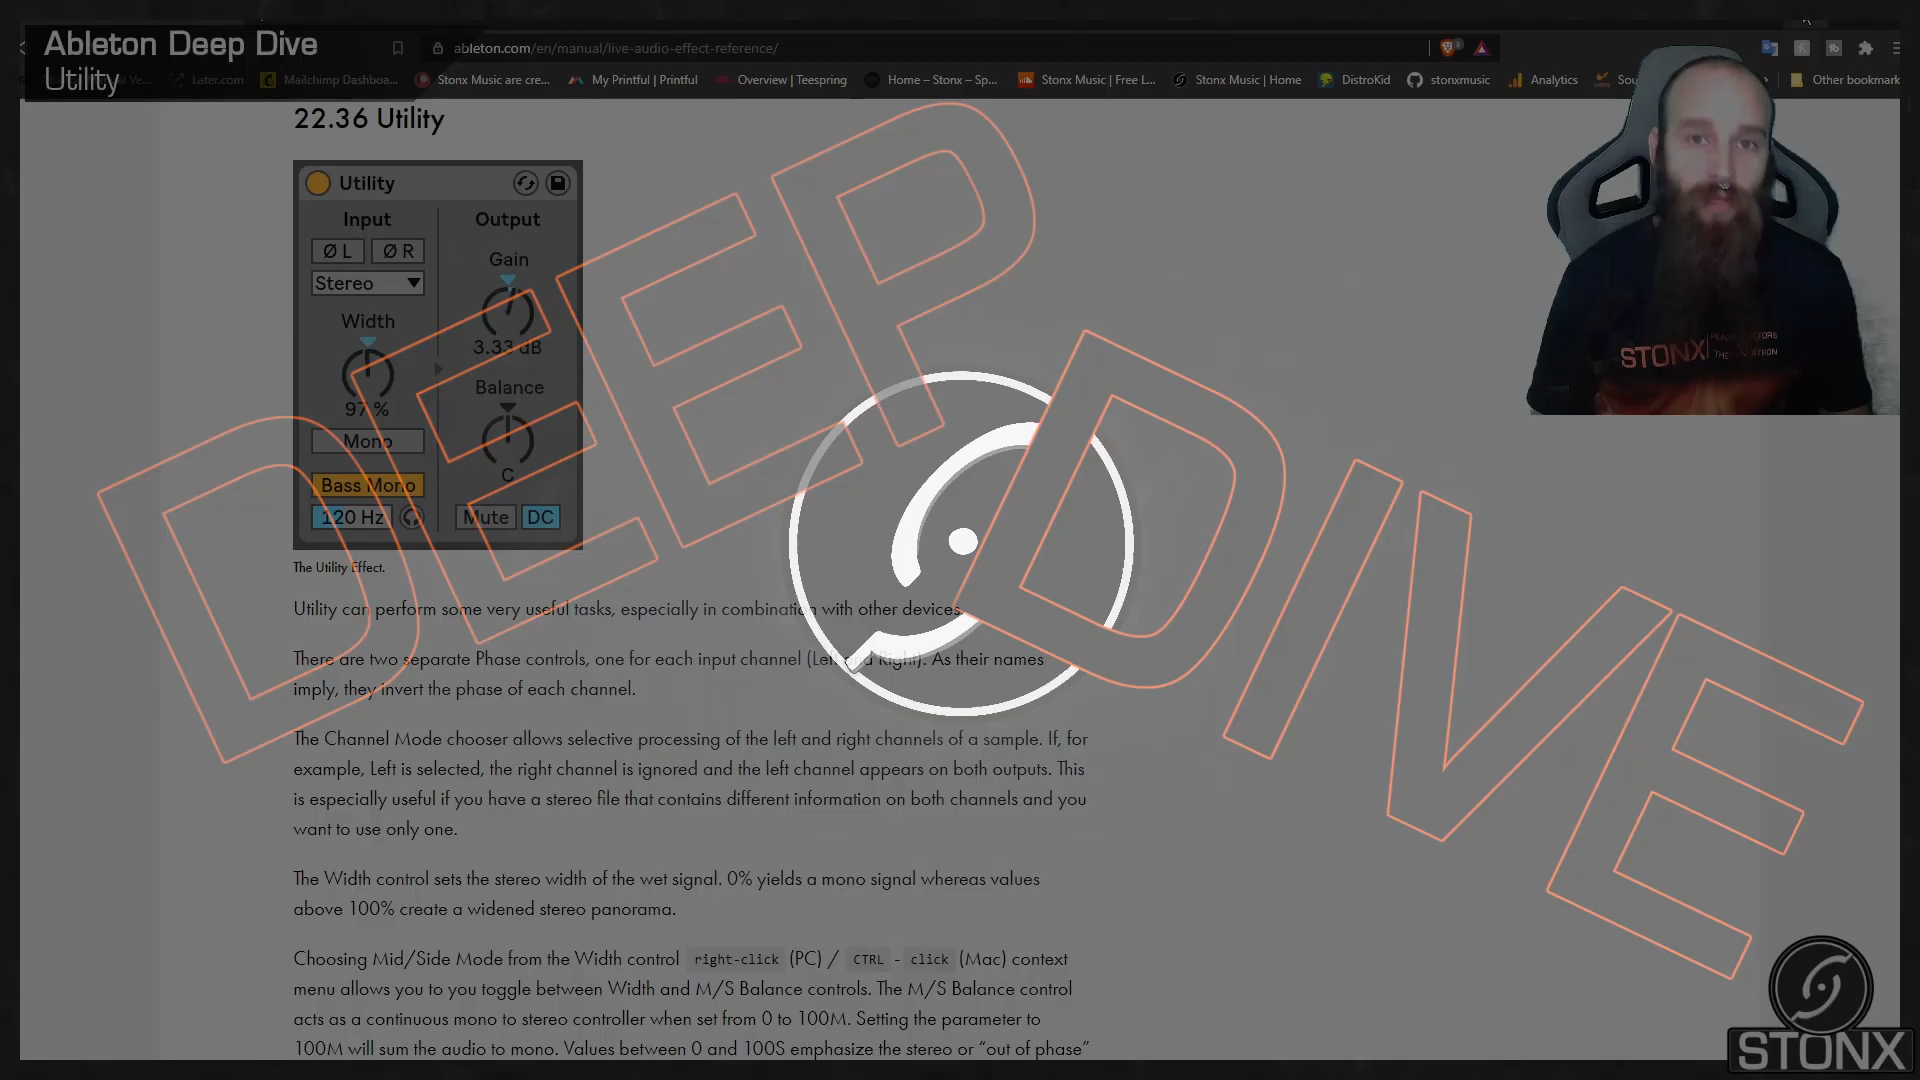 Ableton Deep Dive
Utility
ableton.com/en/manual/live-audio-effect-reference/
Later.com
Mailchimp Dashboa...
Stonx Music are cre...
My Printful | Printful
Overview | Teespring
Home – Stonx – Sp...
Stonx Music | Free L...
Stonx Music | Home
DistroKid
stonxmusic
Analytics
Other bookmark
22.36 Utility
Utility
Input
Output
Ø L
Ø R
Gain
Stereo
Width
3.33 dB
Balance
97 %
Mono
C
Bass Mono
120 Hz
Mute
DC
DEEP
DIVE
STONX
The Utility Effect.
Utility can perform some very useful tasks, especially in combination with other devices
There are two separate Phase controls, one for each input channel (Left and Right). As their names
imply, they invert the phase of each channel.
The Channel Mode chooser allows selective processing of the left and right channels of a sample. If, for
example, Left is selected, the right channel is ignored and the left channel appears on both outputs. This
is especially useful if you have a stereo file that contains different information on both channels and you
want to use only one.
The Width control sets the stereo width of the wet signal. 0% yields a mono signal whereas values
above 100% create a widened stereo panorama.
Choosing Mid/Side Mode from the Width control right-click (PC) / CTRL - click (Mac) context
menu allows you to you toggle between Width and M/S Balance controls. The M/S Balance control
acts as a continuous mono to stereo controller when set from 0 to 100M. Setting the parameter to
100M will sum the audio to mono. Values between 0 and 100S emphasize the stereo or “out of phase”
STONX